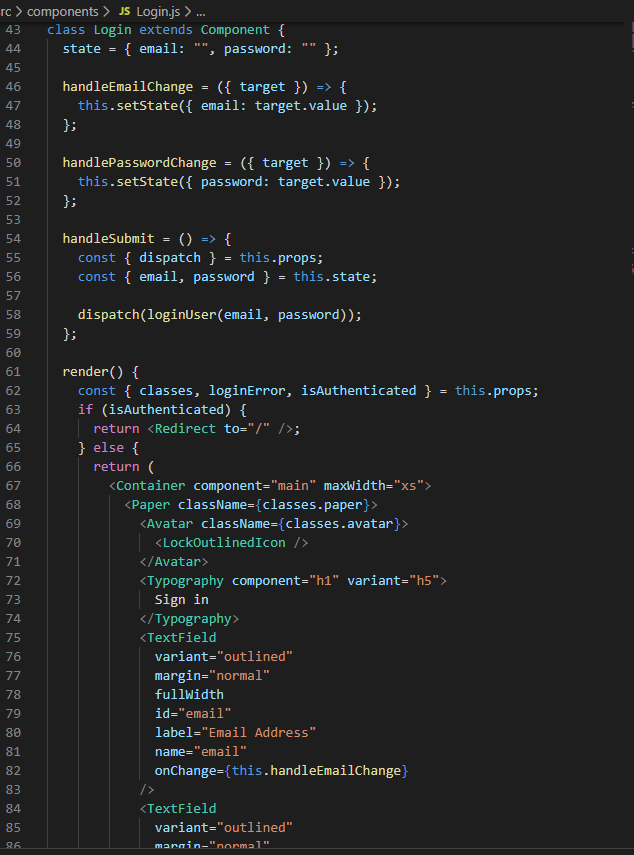 rc > components > JS Login.js > ...
43 class Login extends Component {
44 state = { email: "", password: "" };
45
46 handleEmailChange = ({ target }) => {
47 this.setState({ email: target.value });
48 };
49
50 handlePasswordChange = ({ target }) => {
51 this.setState({ password: target.value });
52 };
53
54 handleSubmit = () => {
55 const { dispatch } = this.props;
56 const { email, password } = this.state;
57
58 dispatch(loginUser(email, password));
59 };
60
61 render() {
62 const { classes, loginError, isAuthenticated } = this.props;
63 if (isAuthenticated) {
64 return <Redirect to="/" />;
65 } else {
66 return (
67 <Container component="main" maxWidth="xs">
68 <Paper className={classes.paper}>
69 <Avatar className={classes.avatar}>
70 <LockOutlinedIcon />
71 </Avatar>
72 <Typography component="h1" variant="h5">
73 Sign in
74 </Typography>
75 <TextField
76 variant="outlined"
77 margin="normal"
78 fullWidth
79 id="email"
80 label="Email Address"
81 name="email"
82 onChange={this.handleEmailChange}
83 />
84 <TextField
85 variant="outlined"
86 margin="normal"